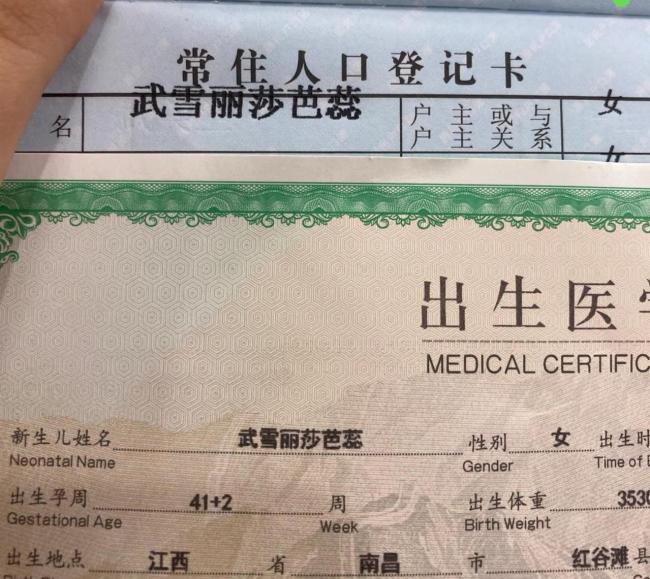 常住人口登记卡
名 武雪丽莎芭蕊 户主或与 女
户主关系
出生医学
MEDICAL CERTIFIC
新生儿姓名 武雪丽莎芭蕊 性别 女 出生时
Neonatal Name Gender Time of B
出生孕周 41+2 周 出生体重 3530
Gestational Age Week Birth Weight
出生地点 江西 省 南昌 市 红谷滩 县